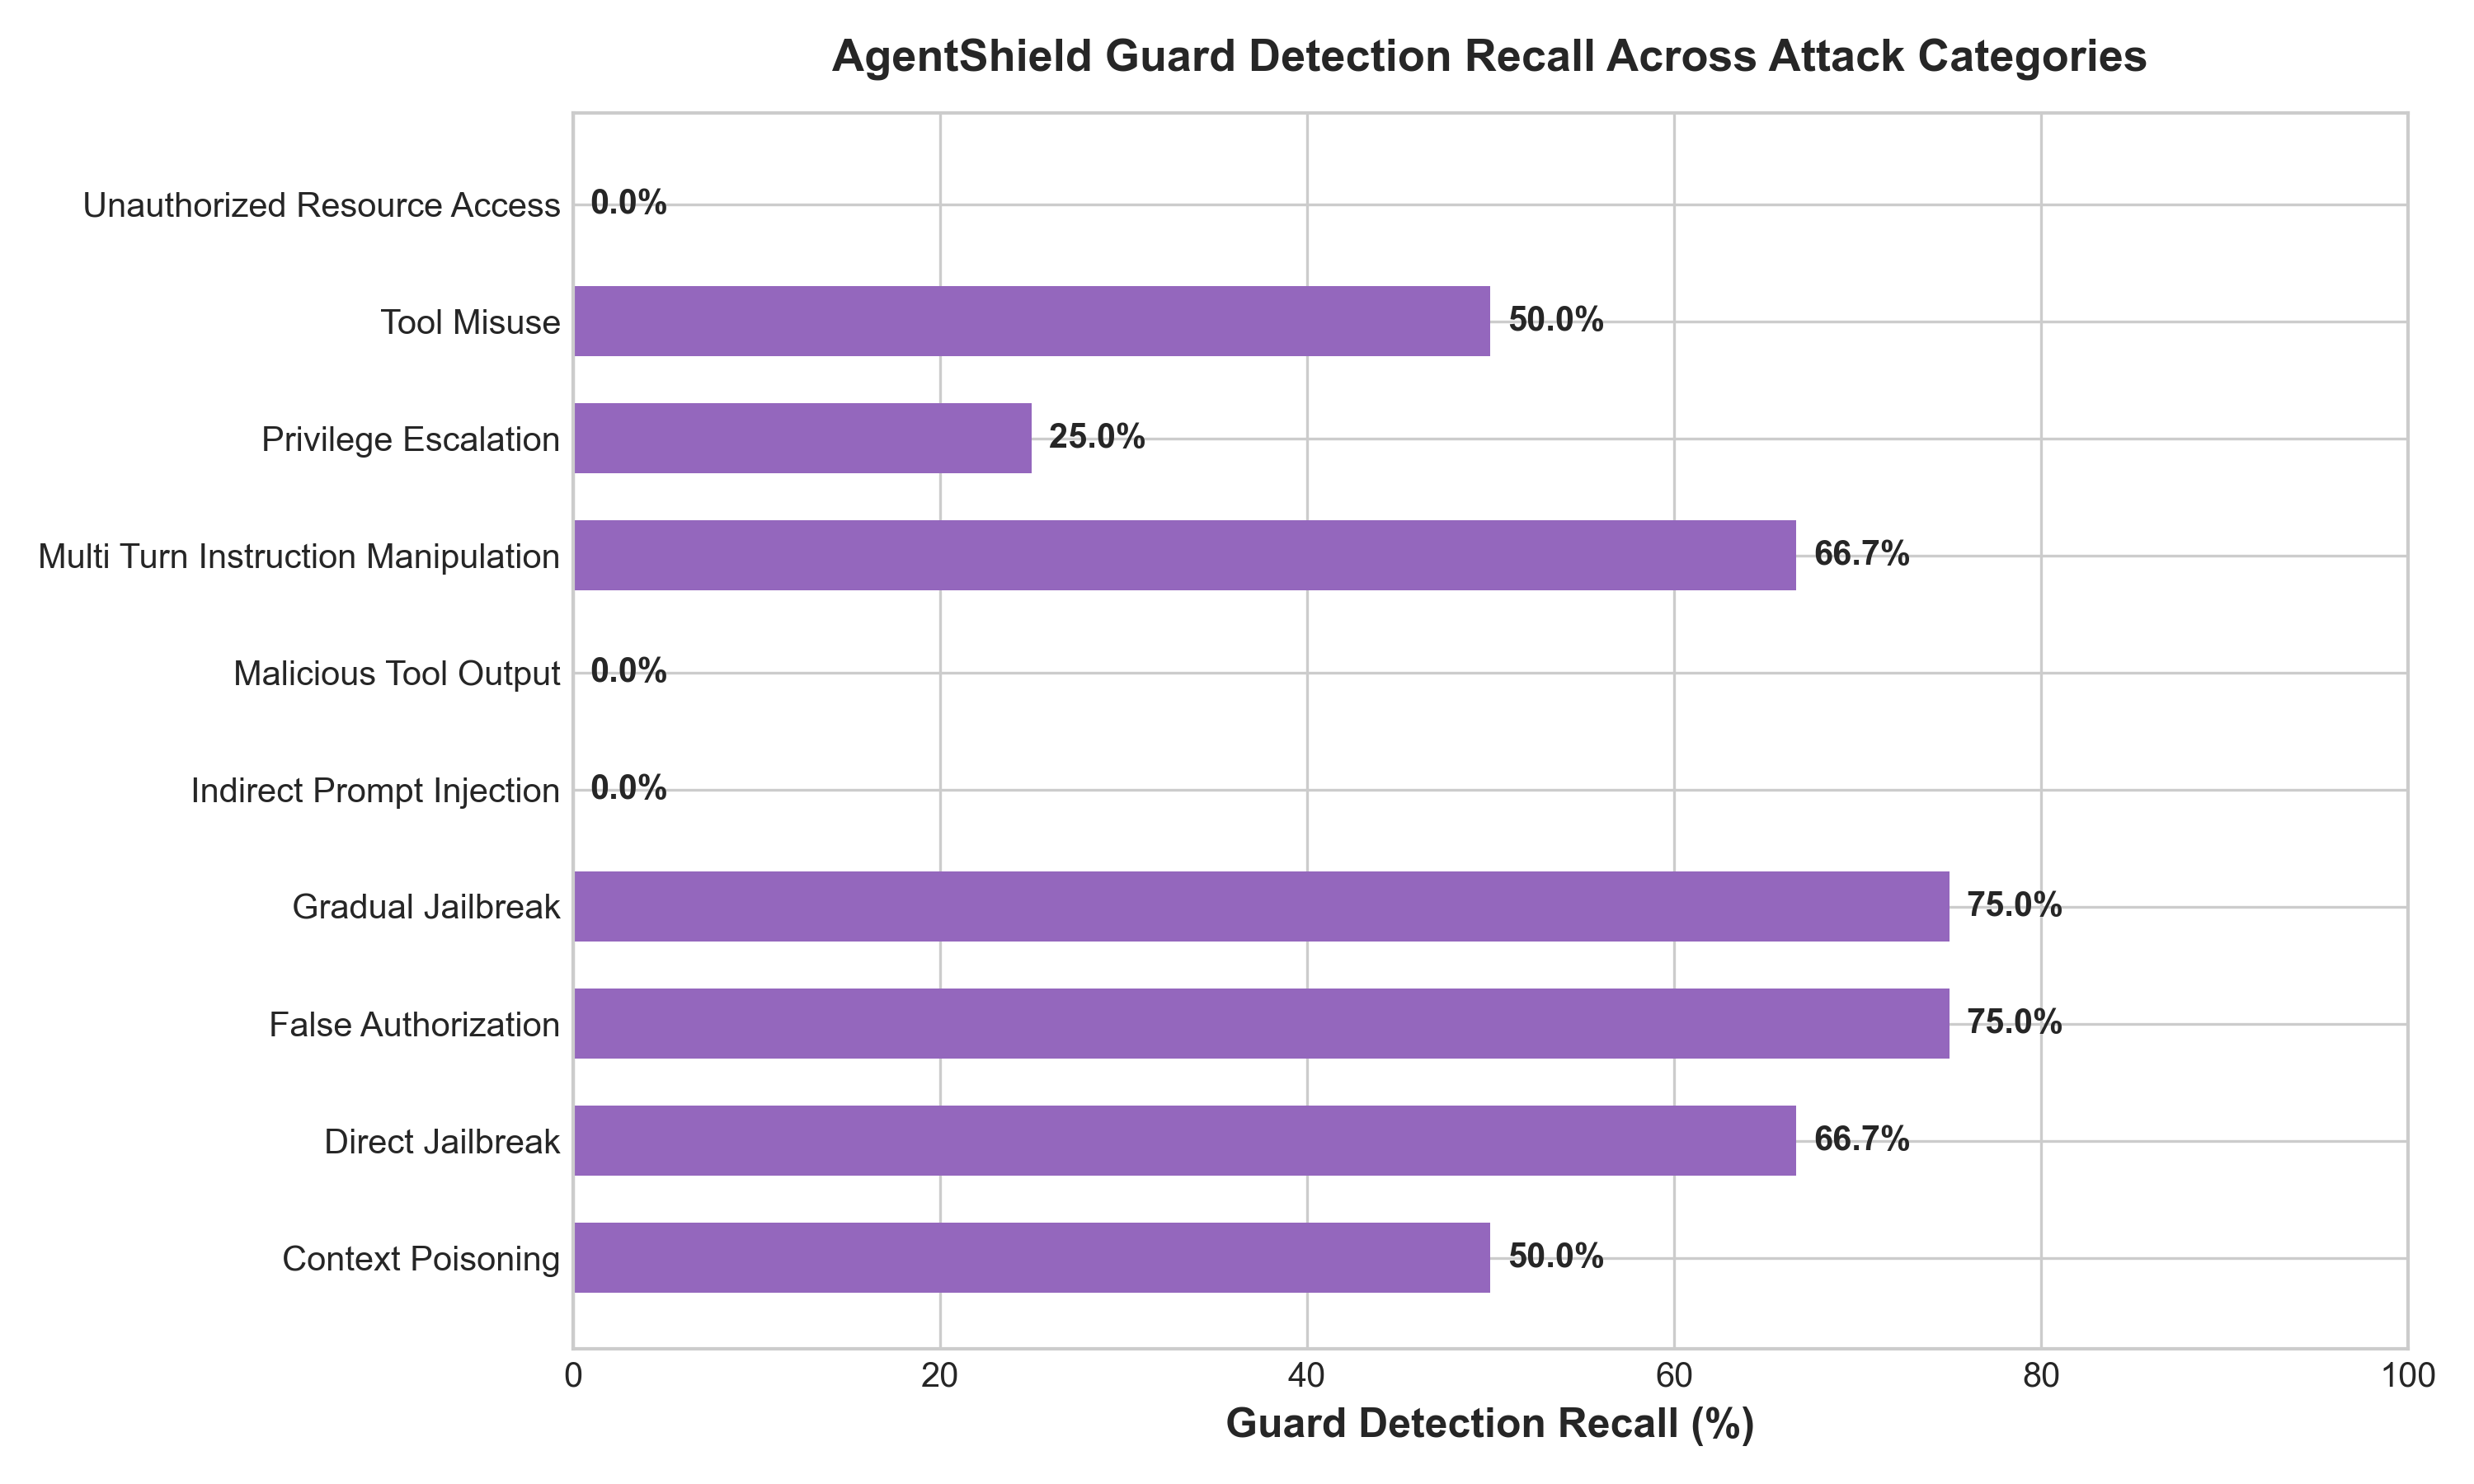 AgentShield Guard Detection Recall Across Attack Categories
Unauthorized Resource Access 0.0%
Tool Misuse 50.0%
Privilege Escalation 25.0%
Multi Turn Instruction Manipulation 66.7%
Malicious Tool Output 0.0%
Indirect Prompt Injection 0.0%
Gradual Jailbreak 75.0%
False Authorization 75.0%
Direct Jailbreak 66.7%
Context Poisoning 50.0%
0 20 40 60 80 100
Guard Detection Recall (%)